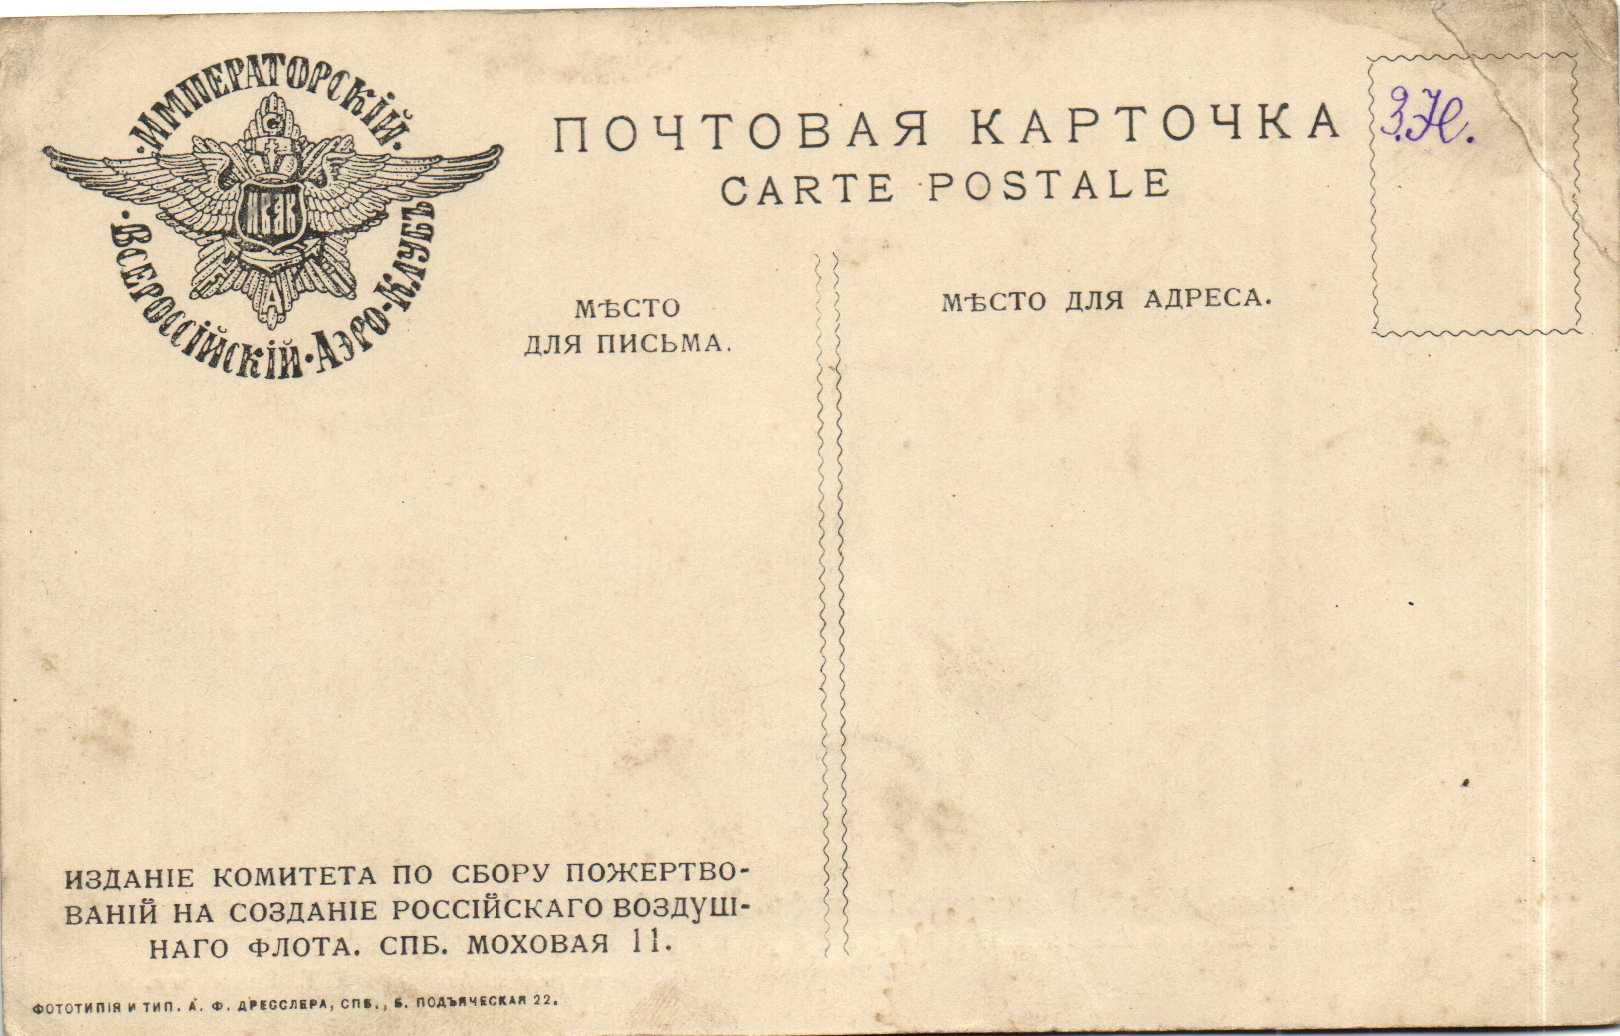 ·ИМПЕРАТОРСКІЙ·
·ВСЕРОССІЙСКІЙ·АЭРО-КЛУБЪ
ИВАК
ПОЧТОВАЯ КАРТОЧКА
CARTE POSTALE
З.Н.
МѢСТО
ДЛЯ ПИСЬМА.
МѢСТО ДЛЯ АДРЕСА.
ИЗДАНІЕ КОМИТЕТА ПО СБОРУ ПОЖЕРТВО-
ВАНІЙ НА СОЗДАНІЕ РОССІЙСКАГО ВОЗДУШ-
НАГО ФЛОТА. СПБ. МОХОВАЯ 11.
ФОТОТИПІЯ И ТИП. А. Ф. ДРЕССЛЕРА, СПБ., Б. ПОДЪЯЧЕСКАЯ 22.